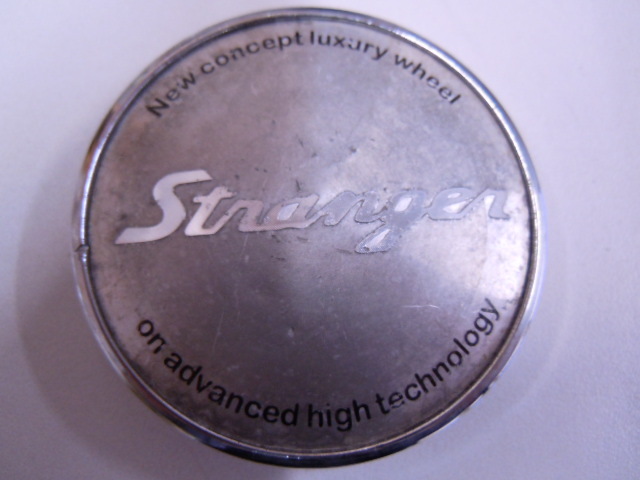 New concept luxury wheel
Stranger
on advanced high technology